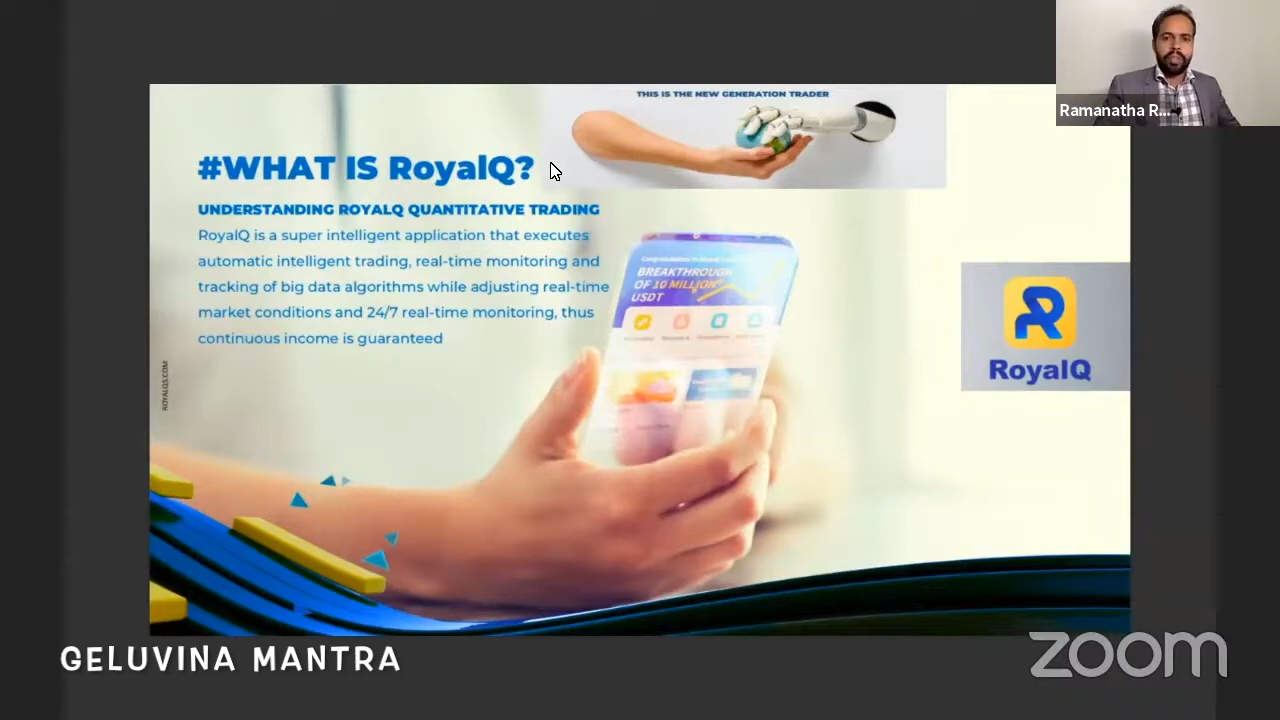 THIS IS THE NEW GENERATION TRADER
Ramanatha R...
#WHAT IS RoyalQ?
UNDERSTANDING ROYALQ QUANTITATIVE TRADING
RoyalQ is a super intelligent application that executes
automatic intelligent trading, real-time monitoring and
tracking of big data algorithms while adjusting real-time
market conditions and 24/7 real-time monitoring, thus
continuous income is guaranteed
BREAKTHROUGH
OF 10 MILLION
USDT
RoyalQ
ROYALQS.COM
GELUVINA MANTRA
zoom